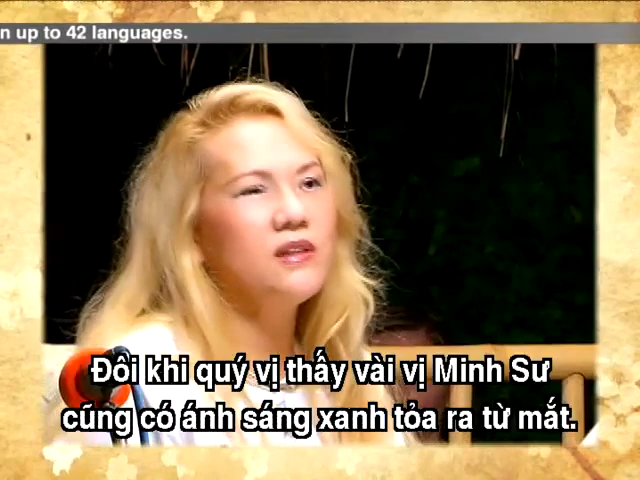 n up to 42 languages.
Đôi khi quý vị thấy vài vị Minh Sư
cũng có ánh sáng xanh tỏa ra từ mắt.